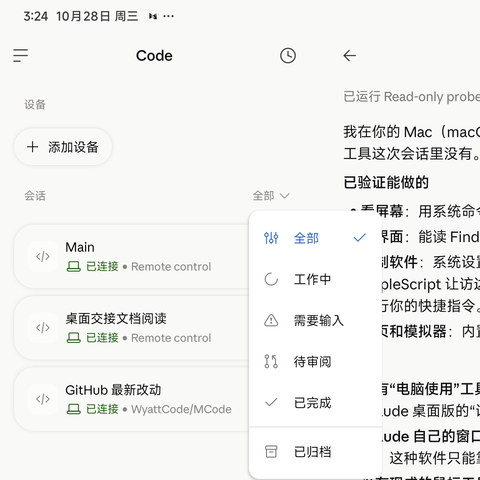 3:24 10月28日 周三
Code
设备
添加设备
会话
全部
Main
已连接 • Remote control
桌面交接文档阅读
已连接 • Remote control
GitHub 最新改动
已连接 • WyattCode/MCode
全部
工作中
需要输入
待审阅
已完成
已归档
已运行 Read-only probe
我在你的 Mac（mac
工具这次会话里没有。
已验证能做的
看屏幕：用系统命令
界面：能读 Find
制软件：系统设置
pleScript 让访
行你的快捷指令。
页和模拟器：内置
有“电脑使用”工具
ude 桌面版的“
ude 自己的窗口
这种软件只能靠